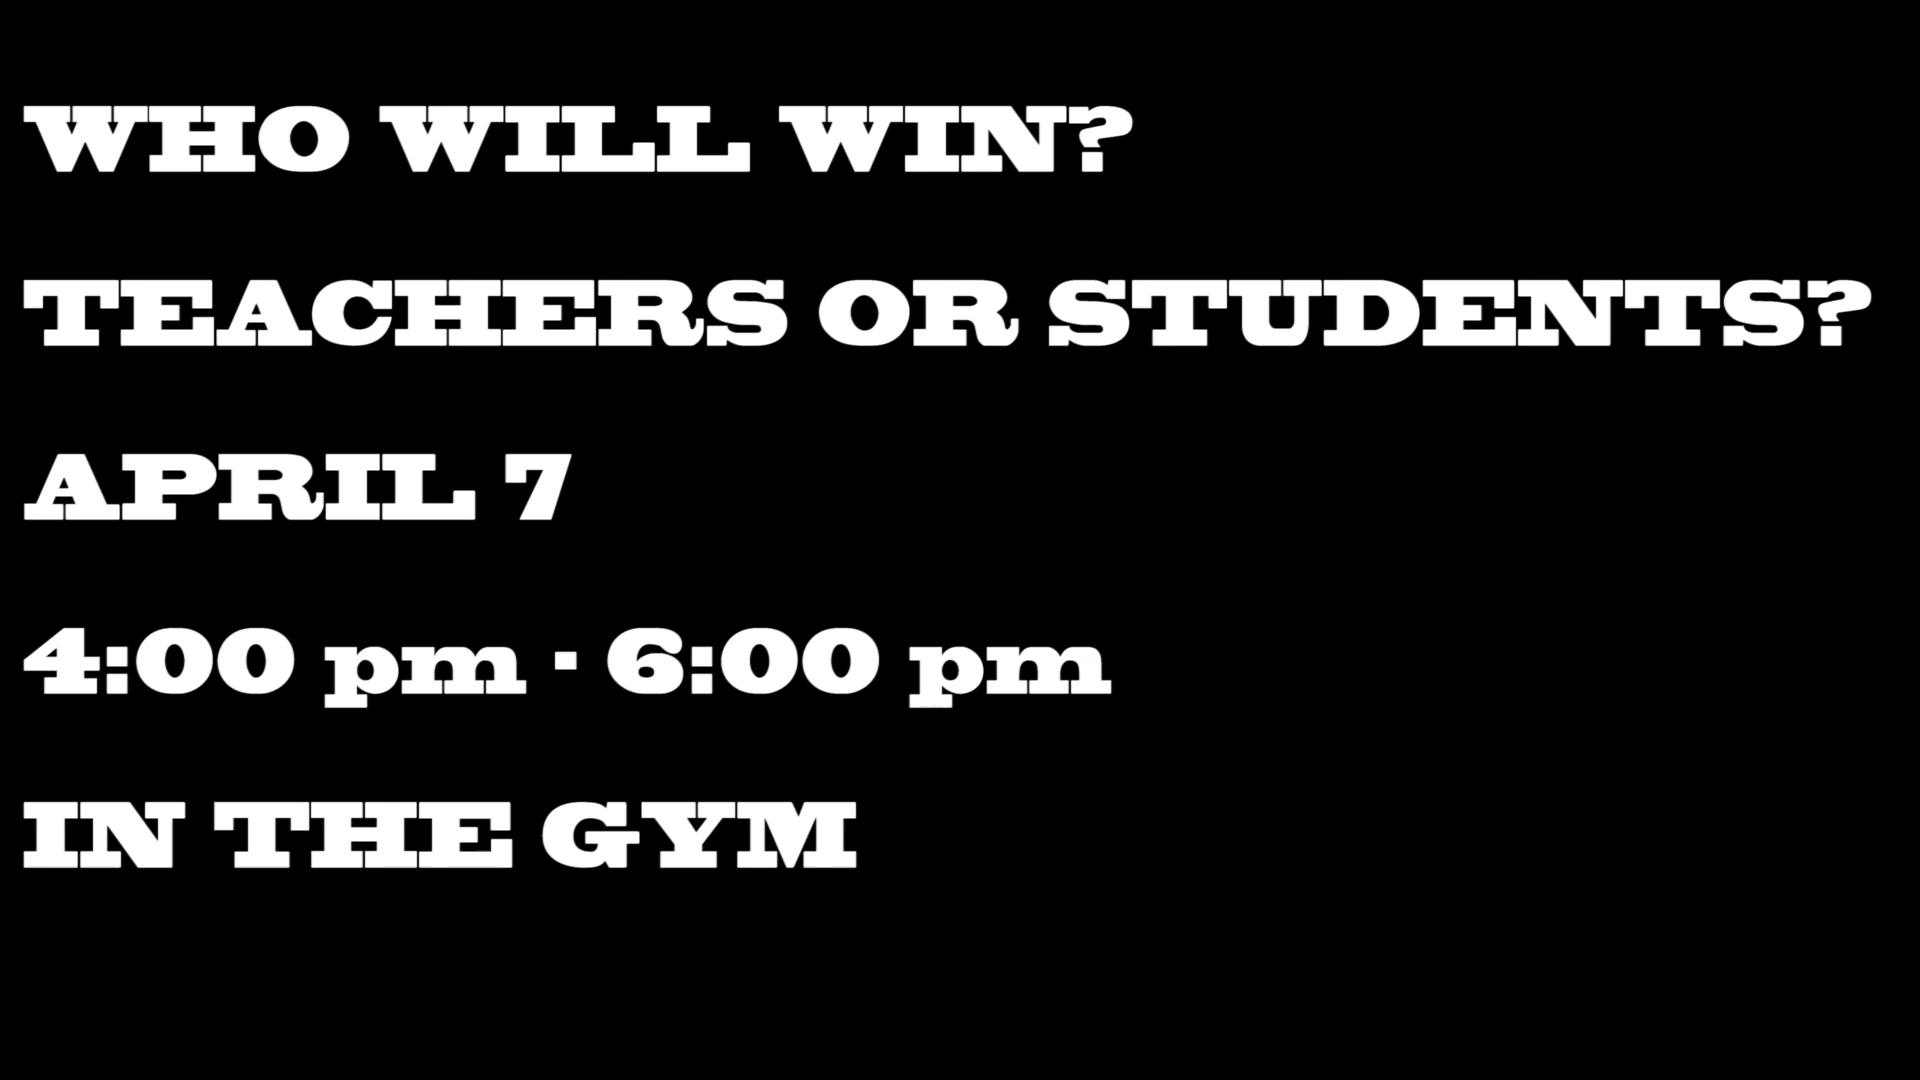 WHO WILL WIN?
TEACHERS OR STUDENTS?
APRIL 7
4:00 pm - 6:00 pm
IN THE GYM